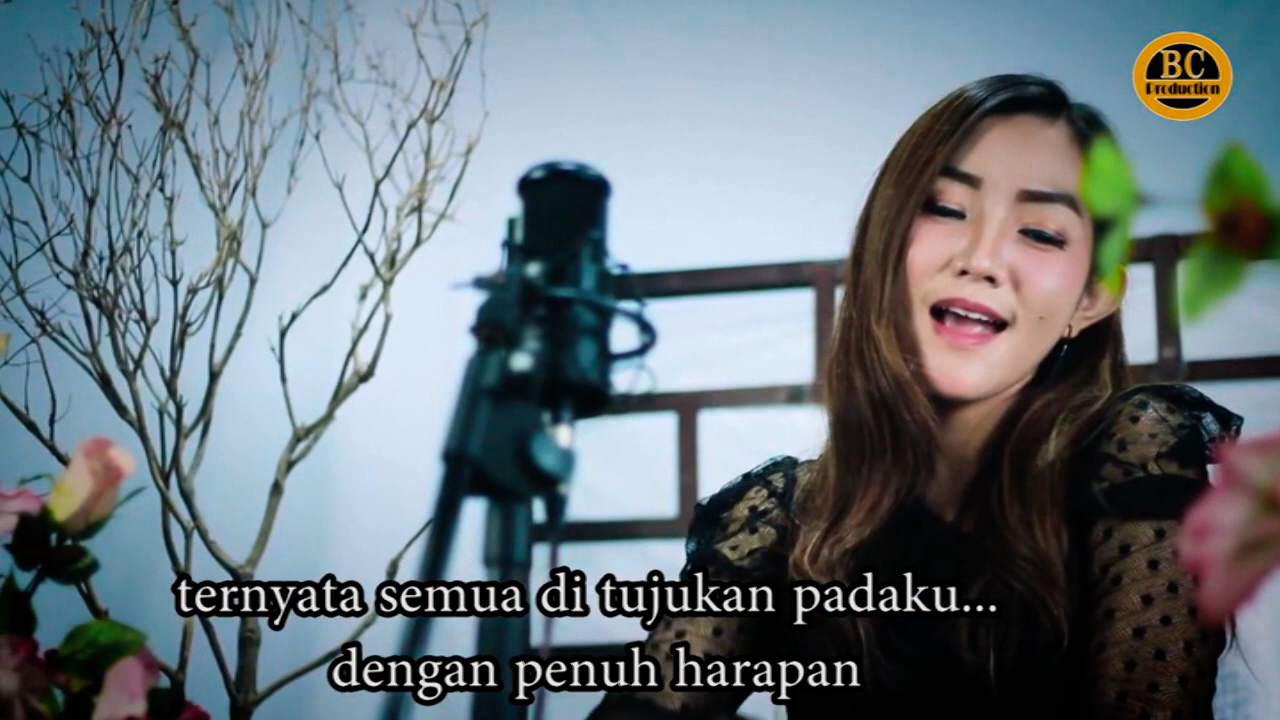 BC
Production
ternyata semua di tujukan padaku...
dengan penuh harapan